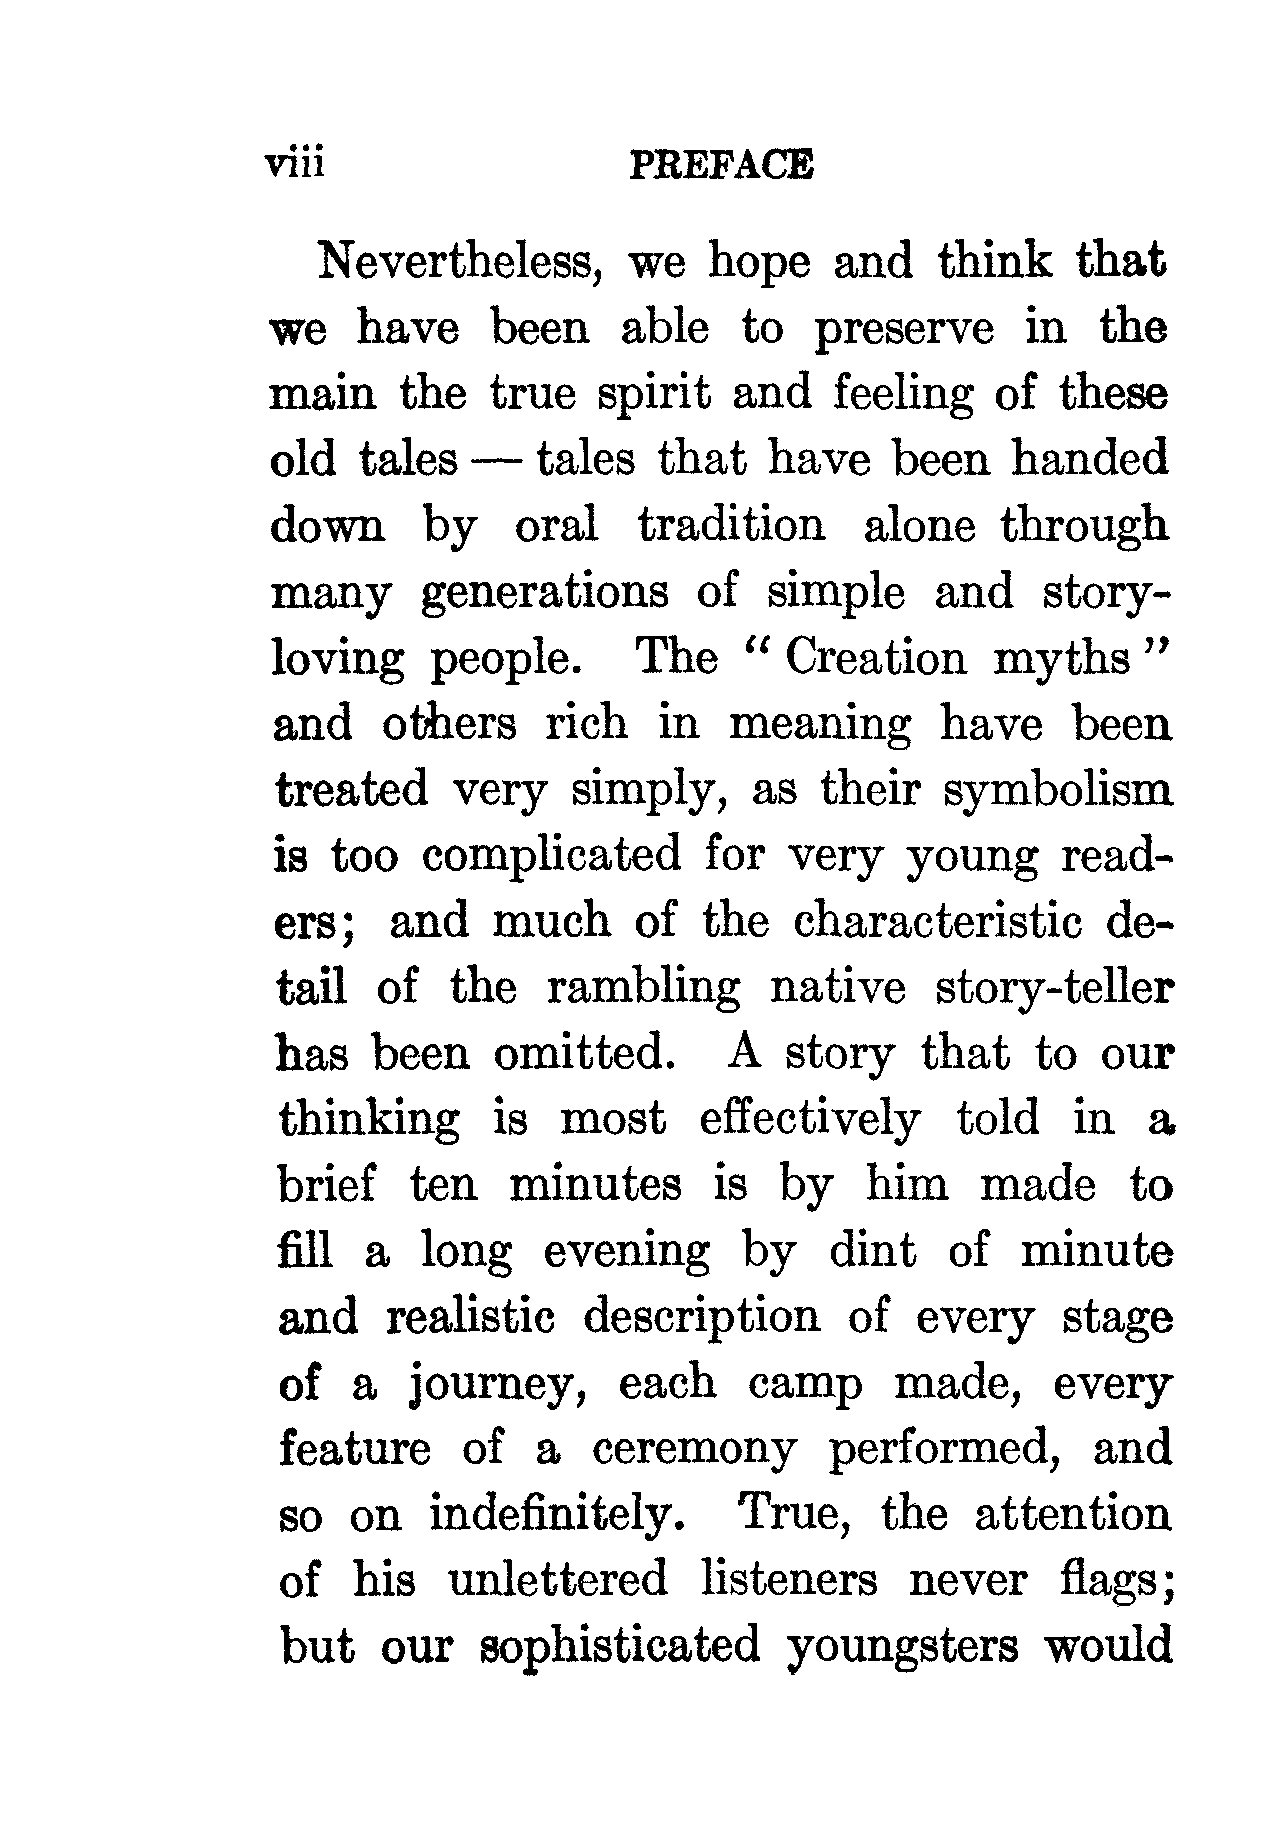 viii PREFACE
Nevertheless, we hope and think that
we have been able to preserve in the
main the true spirit and feeling of these
old tales — tales that have been handed
down by oral tradition alone through
many generations of simple and story-
loving people. The “ Creation myths ”
and others rich in meaning have been
treated very simply, as their symbolism
is too complicated for very young read-
ers; and much of the characteristic de-
tail of the rambling native story-teller
has been omitted. A story that to our
thinking is most effectively told in a
brief ten minutes is by him made to
fill a long evening by dint of minute
and realistic description of every stage
of a journey, each camp made, every
feature of a ceremony performed, and
so on indefinitely. True, the attention
of his unlettered listeners never flags;
but our sophisticated youngsters would